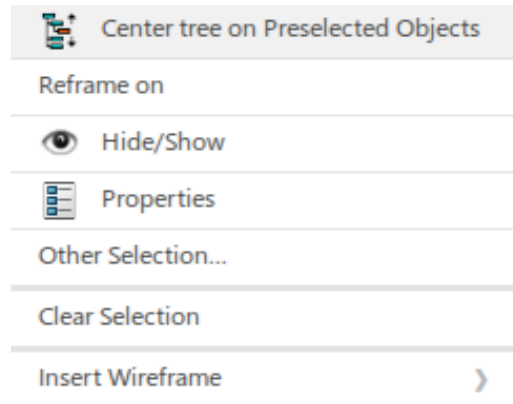 Center tree on Preselected Objects
Reframe on
Hide/Show
Properties
Other Selection...
Clear Selection
Insert Wireframe